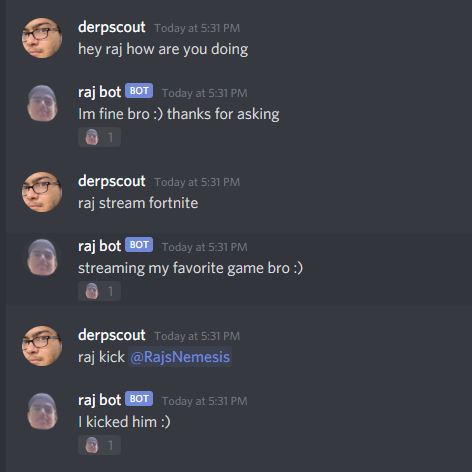 derpscout Today at 5:31 PM
hey raj how are you doing
raj bot BOT Today at 5:31 PM
Im fine bro :) thanks for asking
1
derpscout Today at 5:31 PM
raj stream fortnite
raj bot BOT Today at 5:31 PM
streaming my favorite game bro :)
1
derpscout Today at 5:31 PM
raj kick @RajsNemesis
raj bot BOT Today at 5:31 PM
I kicked him :)
1